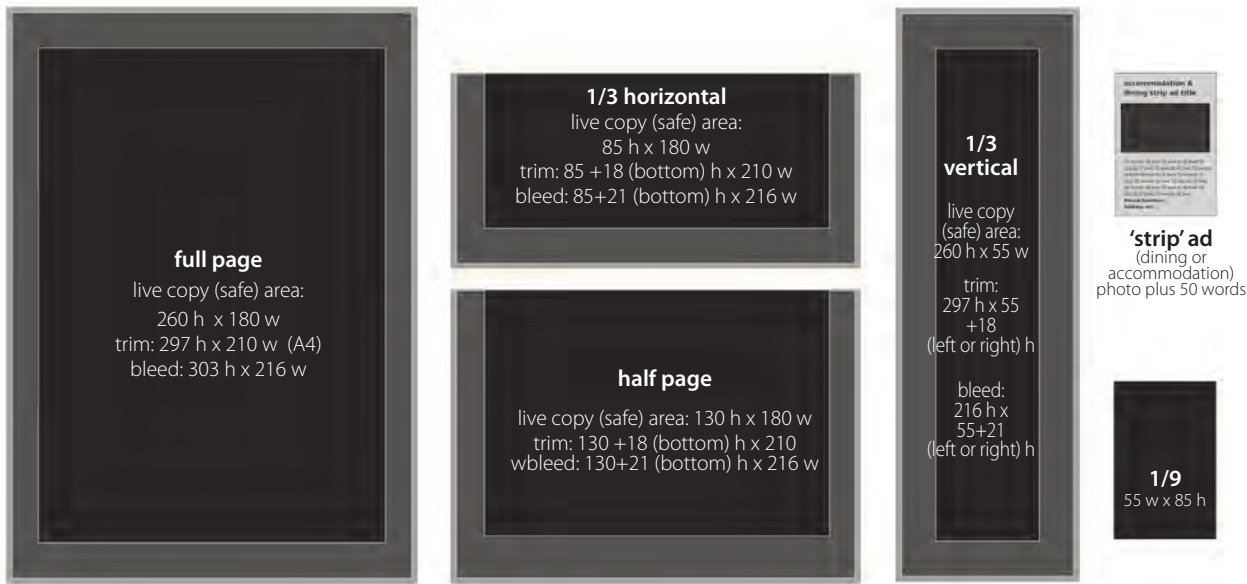 full page
live copy (safe) area:
260 h x 180 w
trim: 297 h x 210 w (A4)
bleed: 303 h x 216 w
1/3 horizontal
live copy (safe) area:
85 h x 180 w
trim: 85 +18 (bottom) h x 210 w
bleed: 85+21 (bottom) h x 216 w
half page
live copy (safe) area: 130 h x 180 w
trim: 130 +18 (bottom) h x 210
wbleed: 130+21 (bottom) h x 216 w
1/3
vertical
live copy
(safe) area:
260 h x 55 w
trim:
297 h x 55
+18
(left or right) h
bleed:
216 h x
55+21
(left or right) h
accommodation &
dining strip ad title
'strip' ad
(dining or
accommodation)
photo plus 50 words
1/9
55 w x 85 h